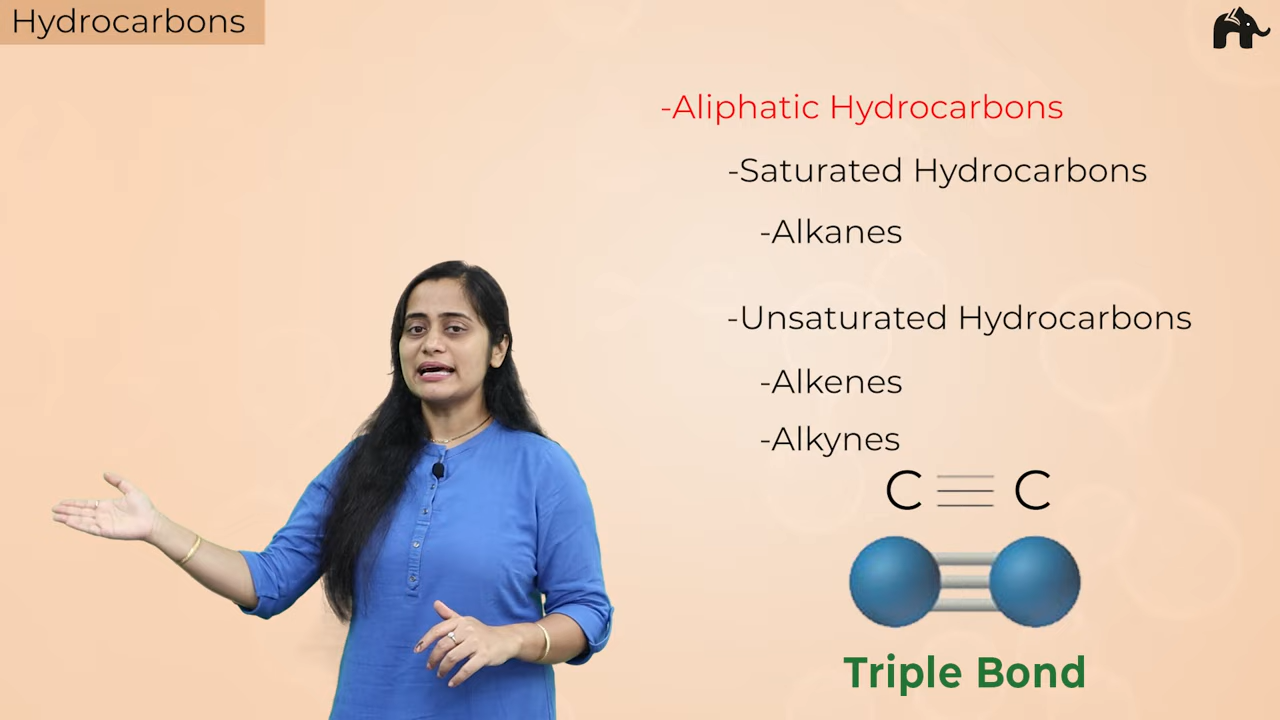 Hydrocarbons
-Aliphatic Hydrocarbons
-Saturated Hydrocarbons
-Alkanes
-Unsaturated Hydrocarbons
-Alkenes
-Alkynes
C ≡ C
Triple Bond